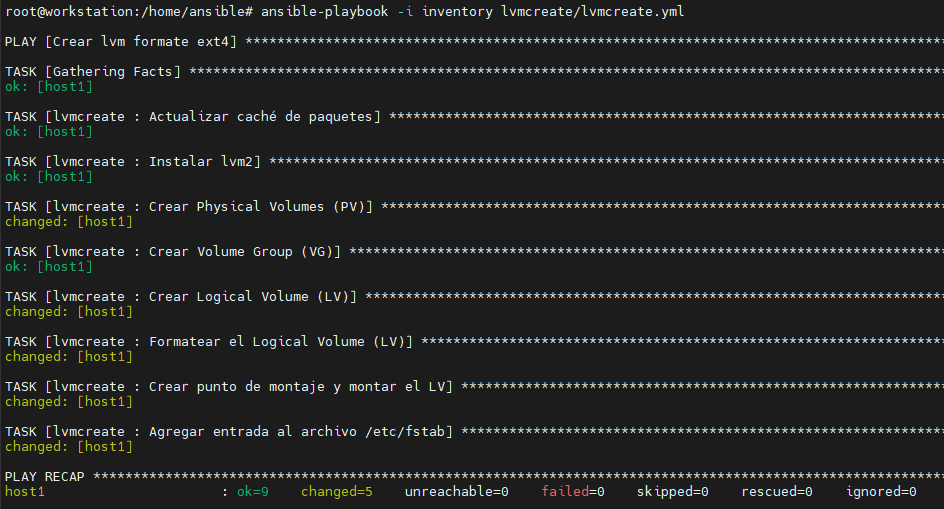 root@workstation:/home/ansible# ansible-playbook -i inventory lvmcreate/lvmcreate.yml
PLAY [Crear lvm formate ext4] ***************************************************************************************
TASK [Gathering Facts] **********************************************************************************************
ok: [host1]
TASK [lvmcreate : Actualizar caché de paquetes] *********************************************************************
ok: [host1]
TASK [lvmcreate : Instalar lvm2] ************************************************************************************
ok: [host1]
TASK [lvmcreate : Crear Physical Volumes (PV)] **********************************************************************
changed: [host1]
TASK [lvmcreate : Crear Volume Group (VG)] **************************************************************************
ok: [host1]
TASK [lvmcreate : Crear Logical Volume (LV)] ************************************************************************
changed: [host1]
TASK [lvmcreate : Formatear el Logical Volume (LV)] *****************************************************************
changed: [host1]
TASK [lvmcreate : Crear punto de montaje y montar el LV] ************************************************************
changed: [host1]
TASK [lvmcreate : Agregar entrada al archivo /etc/fstab] ************************************************************
changed: [host1]
PLAY RECAP **********************************************************************************************************
host1                      : ok=9    changed=5    unreachable=0    failed=0    skipped=0    rescued=0    ignored=0